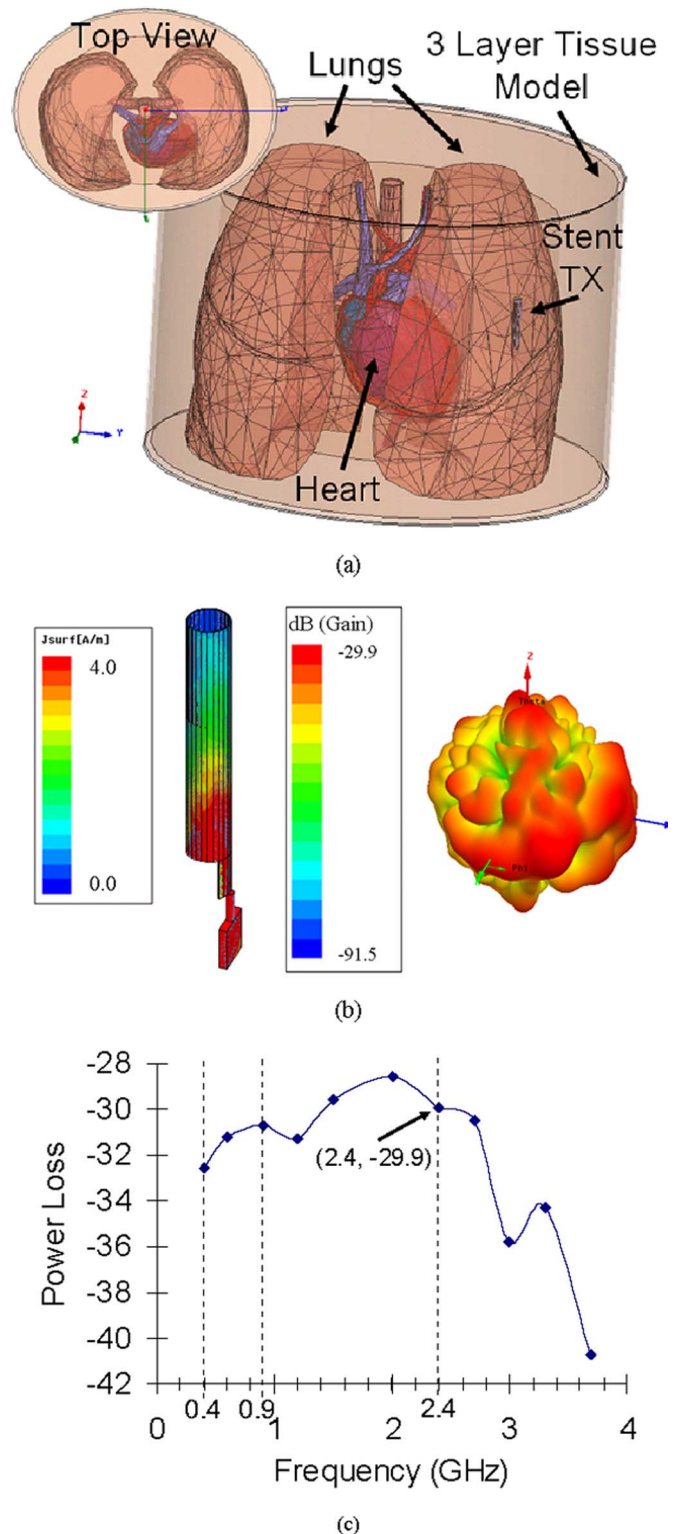 Top View
Lungs
3 Layer Tissue
Model
Stent
TX
Heart
Z
Y
(a)
Jsurf[A/m]
4.0
0.0
dB (Gain)
-29.9
-91.5
Z
Theta
Phi
(b)
Power Loss
-28
-30
-32
-34
-36
-38
-40
-42
(2.4, -29.9)
0.4
0.9
2.4
0
1
2
3
4
Frequency (GHz)
(c)